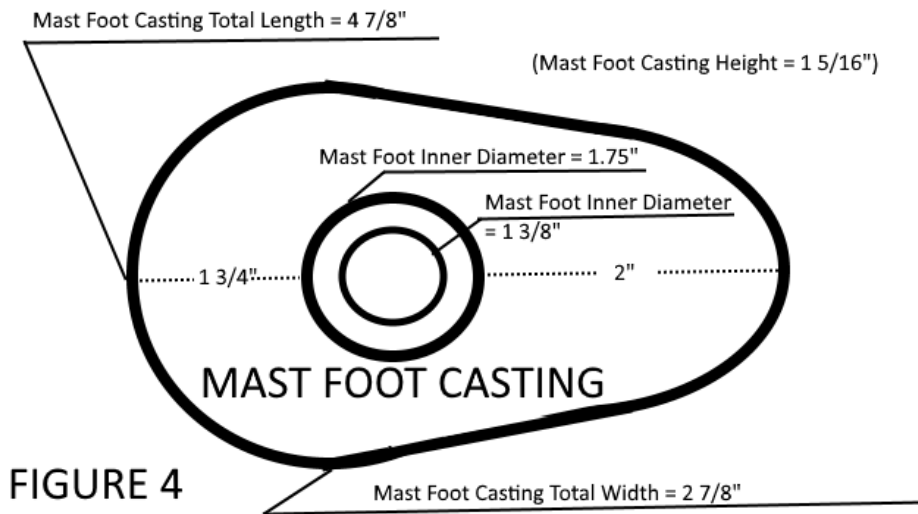 Mast Foot Casting Total Length = 4 7/8"
(Mast Foot Casting Height = 1 5/16")
Mast Foot Inner Diameter = 1.75"
Mast Foot Inner Diameter
= 1 3/8"
1 3/4"
2"
MAST FOOT CASTING
FIGURE 4
Mast Foot Casting Total Width = 2 7/8"